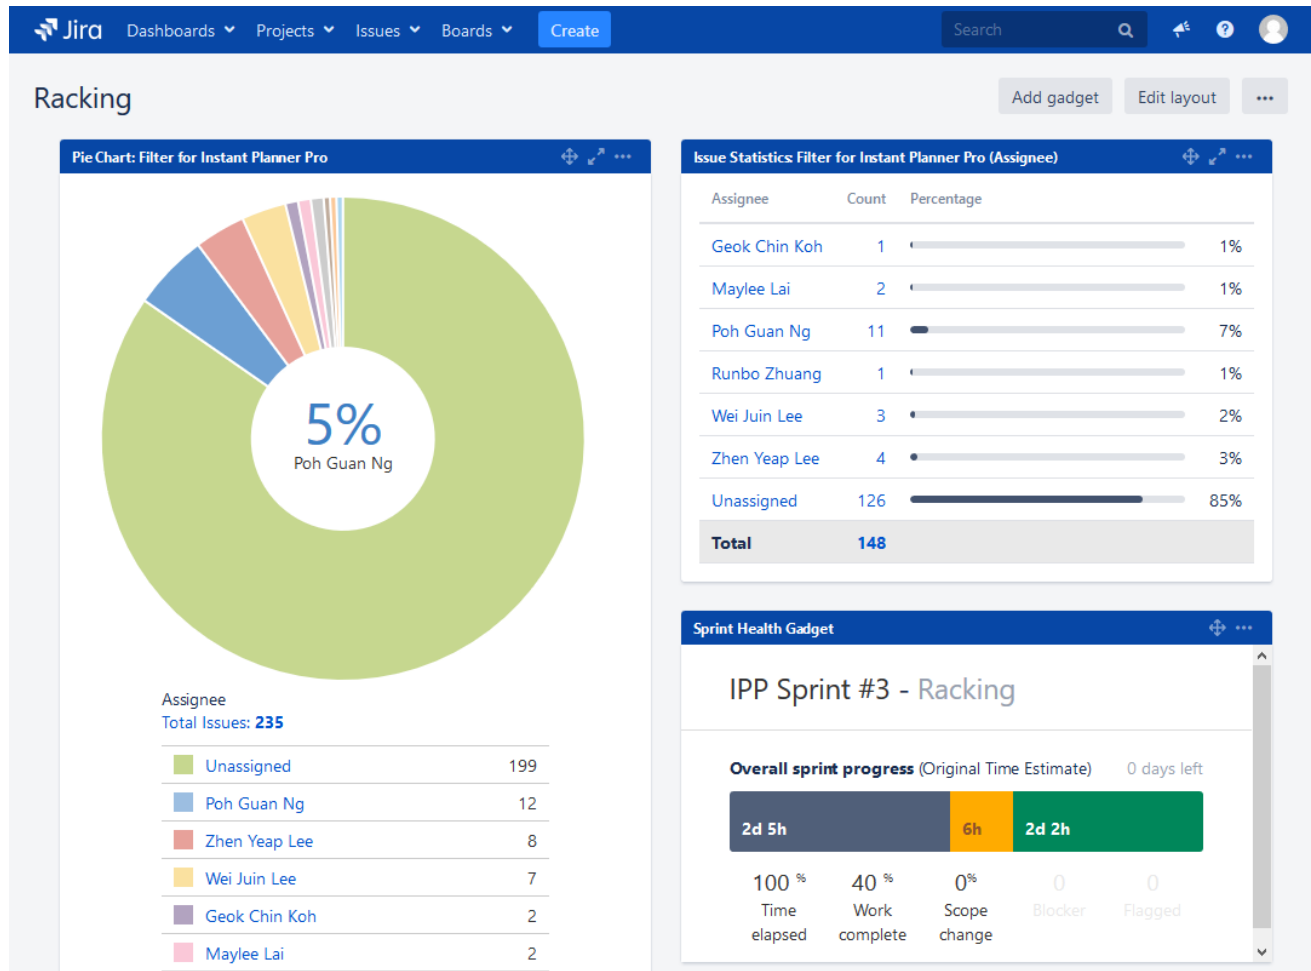 Jira Dashboards Projects Issues Boards Create Search
Racking
Add gadget Edit layout
Pie Chart: Filter for Instant Planner Pro
5%
Poh Guan Ng
Assignee
Total Issues: 235
Unassigned 199
Poh Guan Ng 12
Zhen Yeap Lee 8
Wei Juin Lee 7
Geok Chin Koh 2
Maylee Lai 2
Issue Statistics: Filter for Instant Planner Pro (Assignee)
Assignee Count Percentage
Geok Chin Koh 1 1%
Maylee Lai 2 1%
Poh Guan Ng 11 7%
Runbo Zhuang 1 1%
Wei Juin Lee 3 2%
Zhen Yeap Lee 4 3%
Unassigned 126 85%
Total 148
Sprint Health Gadget
IPP Sprint #3 - Racking
Overall sprint progress (Original Time Estimate) 0 days left
2d 5h 6h 2d 2h
100 % 40 % 0% 0 0
Time Work Scope Blocker Flagged
elapsed complete change